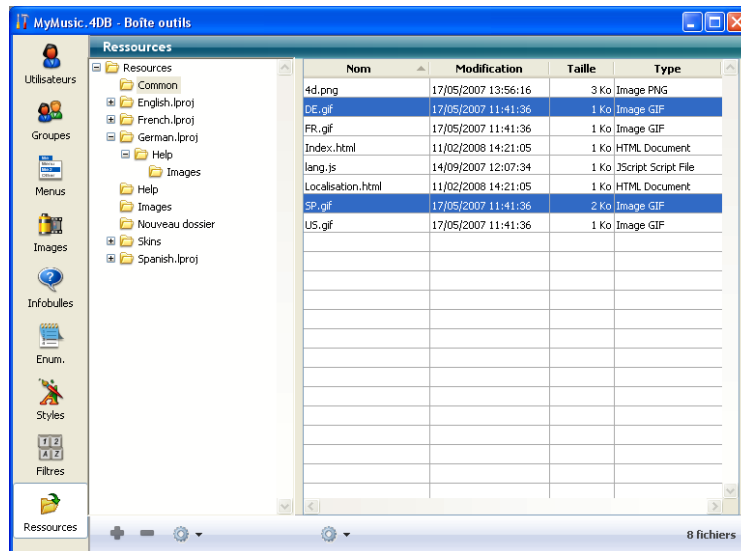 MyMusic.4DB - Boîte outils
Ressources
Utilisateurs
Groupes
Menus
Images
Infobulles
Enum.
Styles
Filtres
Ressources
Resources
Common
English.lproj
French.lproj
German.lproj
Help
Images
Help
Images
Nouveau dossier
Skins
Spanish.lproj
Nom Modification Taille Type
4d.png 17/05/2007 13:56:16 3 Ko Image PNG
DE.gif 17/05/2007 11:41:36 1 Ko Image GIF
FR.gif 17/05/2007 11:41:36 1 Ko Image GIF
Index.html 11/02/2008 14:21:05 1 Ko HTML Document
lang.js 14/09/2007 12:07:34 1 Ko JScript Script File
Localisation.html 11/02/2008 14:21:05 1 Ko HTML Document
SP.gif 17/05/2007 11:41:36 2 Ko Image GIF
US.gif 17/05/2007 11:41:36 1 Ko Image GIF
8 fichiers